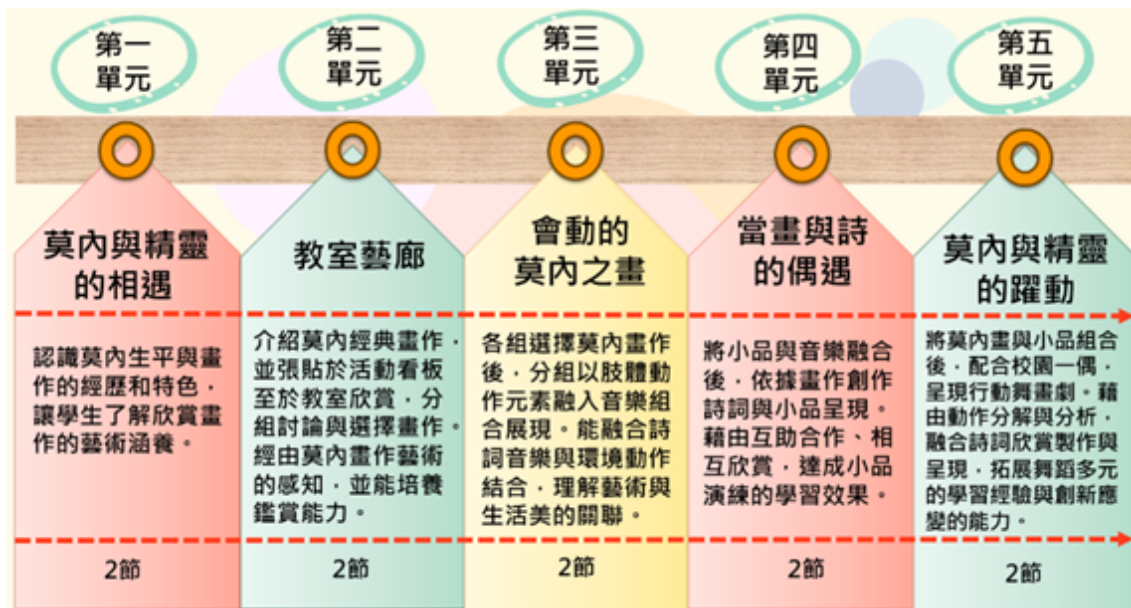 第一
單元
莫內與精靈
的相遇
認識莫內生平與畫
作的經歷和特色，
讓學生了解欣賞畫
作的藝術涵養。
2節
第二
單元
教室藝廊
介紹莫內經典畫作，
並張貼於活動看板
至於教室欣賞，分
組討論與選擇畫作。
經由莫內畫作藝術
的感知，並能培養
鑑賞能力。
2節
第三
單元
會動的
莫內之畫
各組選擇莫內畫作
後，分組以肢體動
作元素融入音樂組
合展現。能融合詩
詞音樂與環境動作
結合，理解藝術與
生活美的關聯。
2節
第四
單元
當畫與詩
的偶遇
將小品與音樂融合
後，依據畫作創作
詩詞與小品呈現。
藉由互助合作、相
互欣賞，達成小品
演練的學習效果。
2節
第五
單元
莫內與精靈
的躍動
將莫內畫與小品組合
後，配合校園一偶，
呈現行動舞畫劇。藉
由動作分解與分析，
融合詩詞欣賞製作與
呈現，拓展舞蹈多元
的學習經驗與創新應
變的能力。
2節